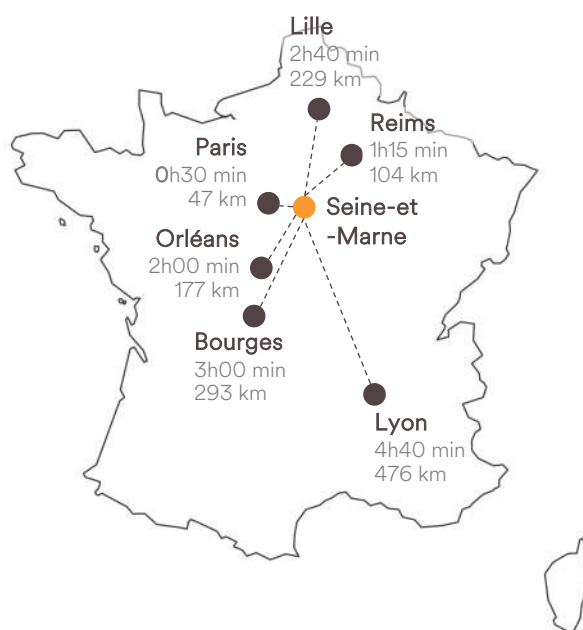 Lille
2h40 min
229 km
Reims
1h15 min
104 km
Paris
0h30 min
47 km
Seine-et
-Marne
Orléans
2h00 min
177 km
Bourges
3h00 min
293 km
Lyon
4h40 min
476 km